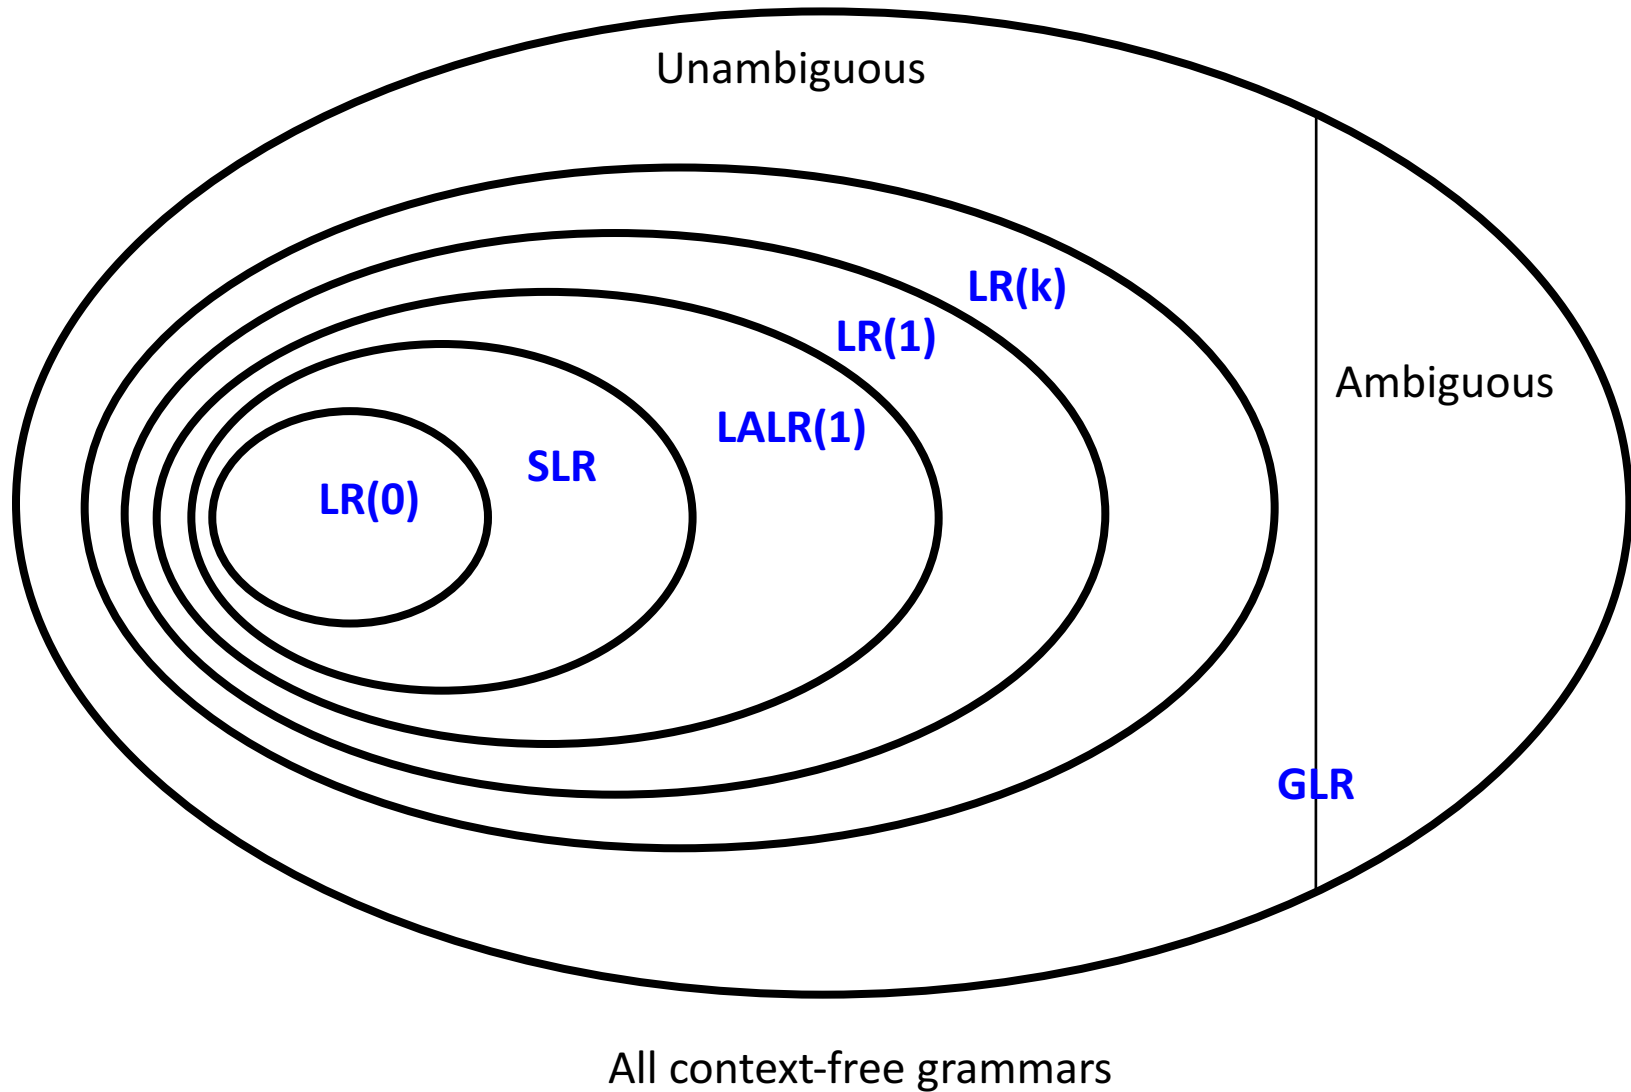 Unambiguous
LR(k)
LR(1)
Ambiguous
LALR(1)
SLR
LR(0)
GLR
All context-free grammars